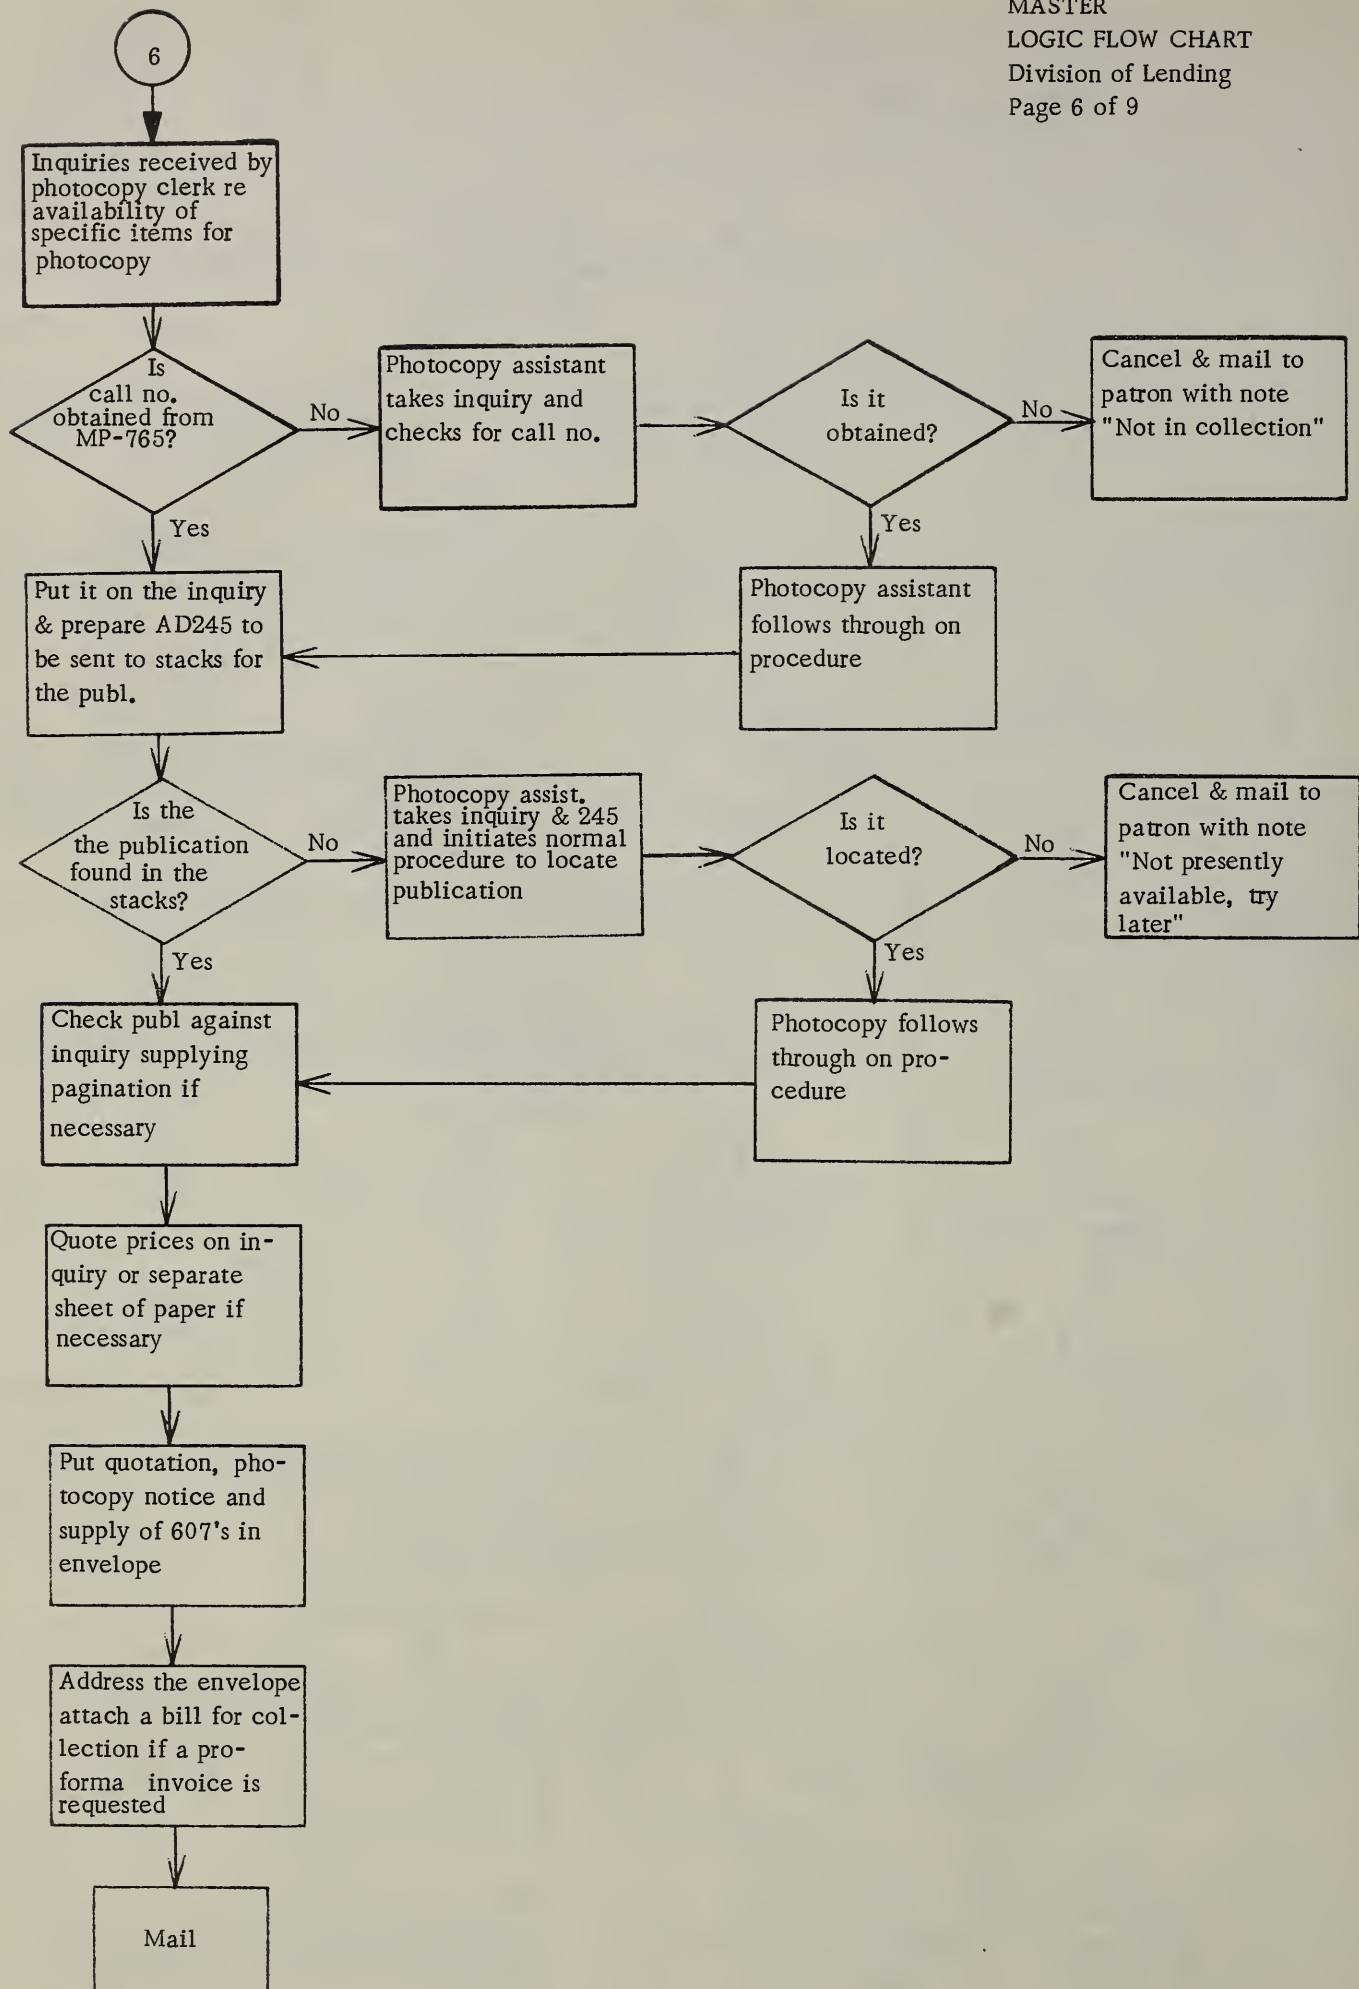 MASTER
LOGIC FLOW CHART
Division of Lending
Page 6 of 9
6
Inquiries received by
photocopy clerk re
availability of
specific items for
photocopy
Is
call no.
obtained from
MP-765?
No
Photocopy assistant
takes inquiry and
checks for call no.
Is it
obtained?
No
Cancel & mail to
patron with note
"Not in collection"
Yes
Yes
Put it on the inquiry
& prepare AD245 to
be sent to stacks for
the publ.
Photocopy assistant
follows through on
procedure
Is the
the publication
found in the
stacks?
No
Photocopy assist.
takes inquiry & 245
and initiates normal
procedure to locate
publication
Is it
located?
No
Cancel & mail to
patron with note
"Not presently
available, try
later"
Yes
Yes
Check publ against
inquiry supplying
pagination if
necessary
Photocopy follows
through on pro-
cedure
Quote prices on in-
quiry or separate
sheet of paper if
necessary
Put quotation, pho-
tocopy notice and
supply of 607's in
envelope
Address the envelope
attach a bill for col-
lection if a pro-
forma invoice is
requested
Mail